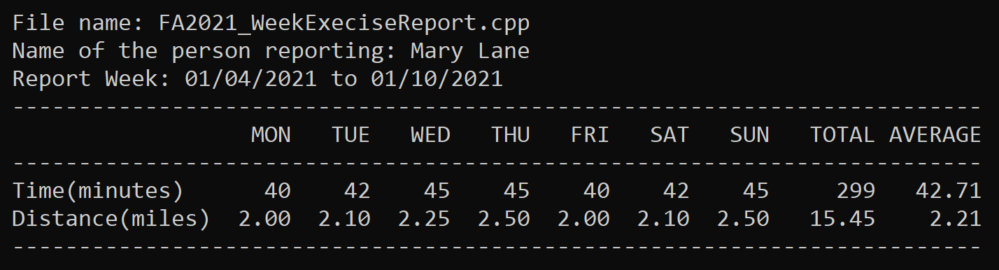 File name: FA2021_WeekExeciseReport.cpp
Name of the person reporting: Mary Lane
Report Week: 01/04/2021 to 01/10/2021
-------------------------------------------------------------------------
                  MON   TUE   WED   THU   FRI   SAT   SUN   TOTAL AVERAGE
-------------------------------------------------------------------------
Time(minutes)      40    42    45    45    40    42    45     299   42.71
Distance(miles)  2.00  2.10  2.25  2.50  2.00  2.10  2.50   15.45    2.21
-------------------------------------------------------------------------